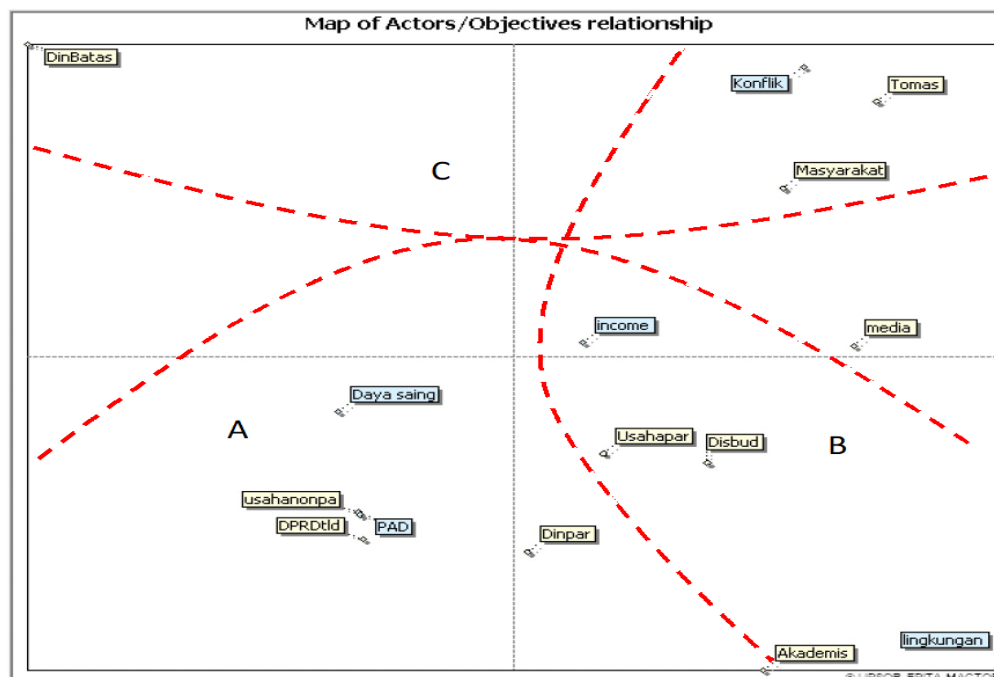 Map of Actors/Objectives relationship
DinBatas
Konflik
Tomas
C
Masyarakat
income
media
Daya saing
A
Usahapar
Disbud
B
usahanonpa
DPRDtld
PAD
Dinpar
lingkungan
Akademis